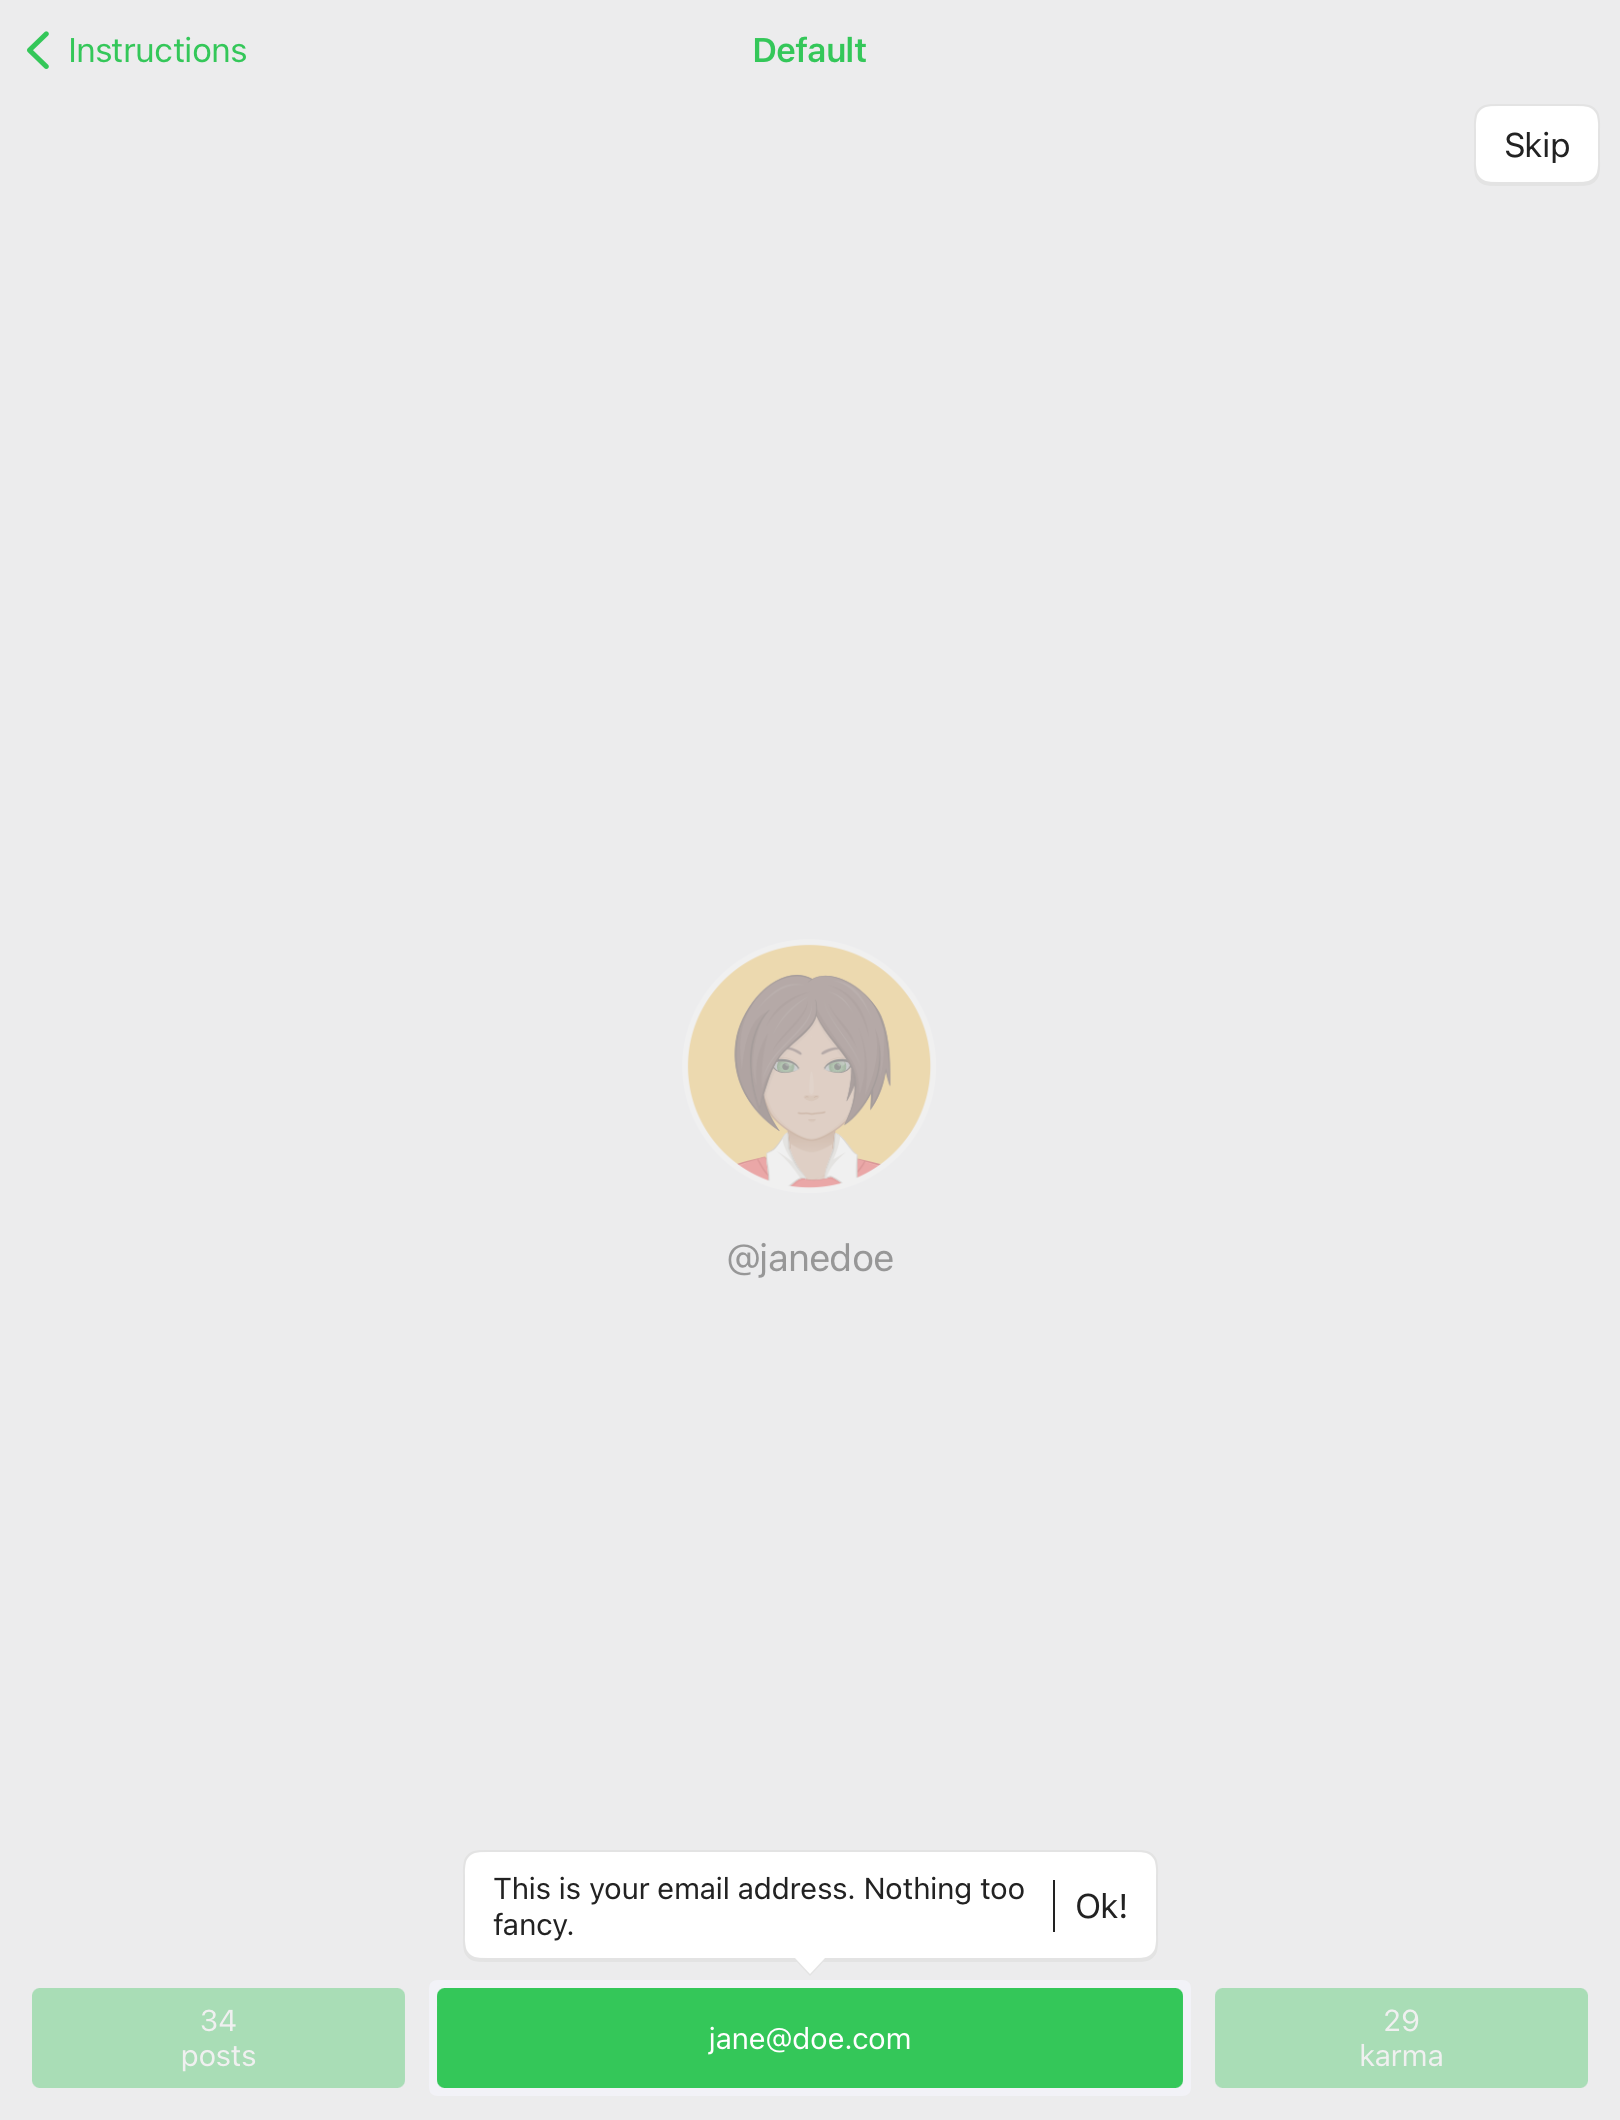 Instructions
Default
Skip
@janedoe
This is your email address. Nothing too
fancy.
Ok!
34
posts
jane@doe.com
29
karma